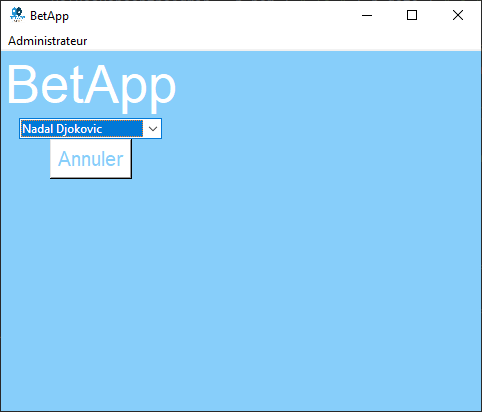 BetApp
Administrateur
BetApp
Nadal Djokovic
Annuler